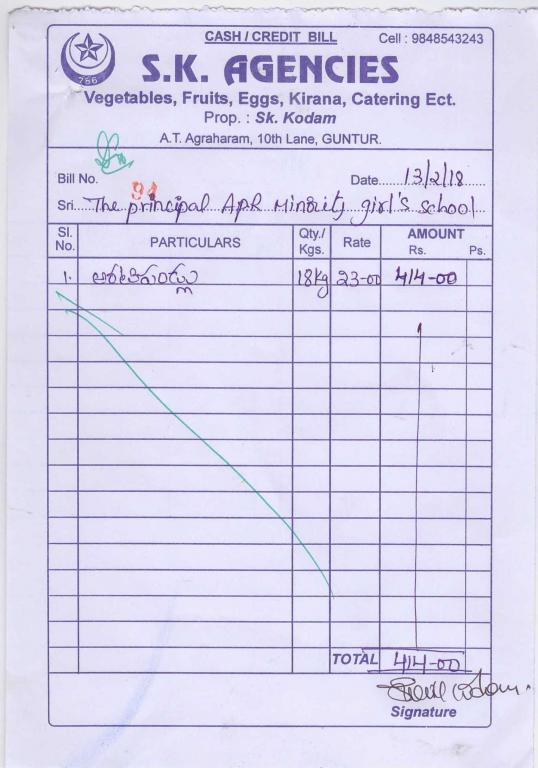 CASH / CREDIT BILL
Cell : 9848543243
786
S.K. AGENCIES
Vegetables, Fruits, Eggs, Kirana, Catering Ect.
Prop. : Sk. Kodam
A.T. Agraharam, 10th Lane, GUNTUR.
Bill No. 91 Date 13/2/18
Sri. The principal APR Minority girl's school
Sl. No. PARTICULARS Qty./ Kgs. Rate AMOUNT Rs. Ps.
1. అరటిపండ్లు 18kg 23-00 414-00
TOTAL 414-00
Signature